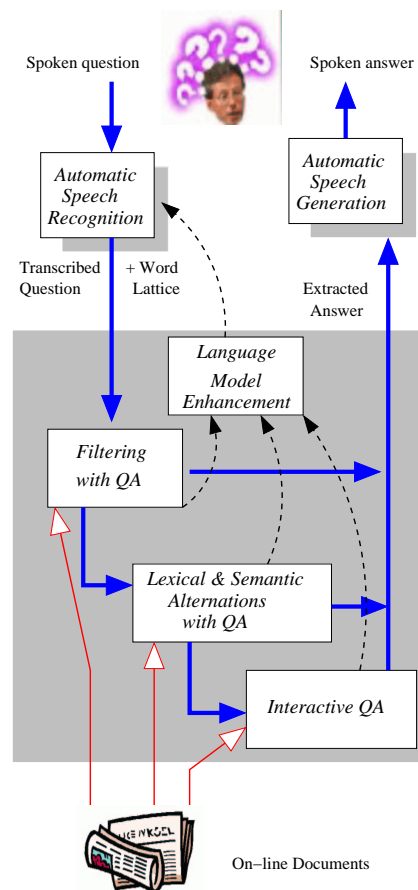 Spoken question
Spoken answer
Automatic
Speech
Recognition
Automatic
Speech
Generation
Transcribed
Question
+ Word
Lattice
Extracted
Answer
Language
Model
Enhancement
Filtering
with QA
Lexical & Semantic
Alternations
with QA
Interactive QA
On−line Documents